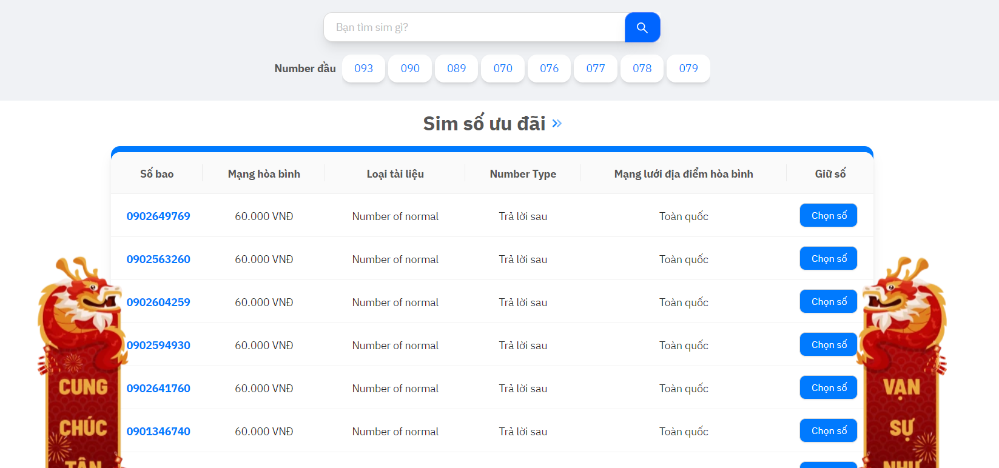 Bạn tìm sim gì?
Number đầu 093 090 089 070 076 077 078 079
Sim số ưu đãi
Số bao Mạng hòa bình Loại tài liệu Number Type Mạng lưới địa điểm hòa bình Giữ số
0902649769 60.000 VNĐ Number of normal Trả lời sau Toàn quốc Chọn số
0902563260 60.000 VNĐ Number of normal Trả lời sau Toàn quốc Chọn số
0902604259 60.000 VNĐ Number of normal Trả lời sau Toàn quốc Chọn số
0902594930 60.000 VNĐ Number of normal Trả lời sau Toàn quốc Chọn số
0902641760 60.000 VNĐ Number of normal Trả lời sau Toàn quốc Chọn số
0901346740 60.000 VNĐ Number of normal Trả lời sau Toàn quốc Chọn số
CUNG
CHÚC
TÂN
VẠN
SỰ
NHƯ